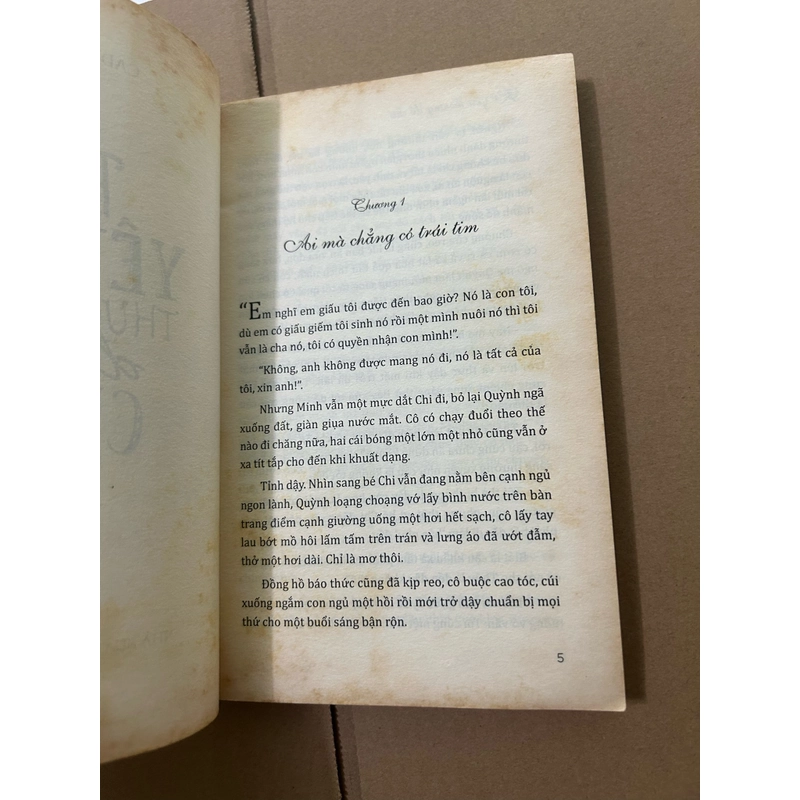 Chương 1
Ai mà chẳng có trái tim
“Em nghĩ em giấu tôi được đến bao giờ? Nó là con tôi,
dù em có giấu giếm tôi sinh nó rồi một mình nuôi nó thì tôi
vẫn là cha nó, tôi có quyền nhận con mình!”.
“Không, anh không được mang nó đi, nó là tất cả của
tôi, xin anh!”.
Nhưng Minh vẫn một mực dắt Chi đi, bỏ lại Quỳnh ngã
xuống đất, giàn giụa nước mắt. Cô có chạy đuổi theo thế
nào đi chăng nữa, hai cái bóng một lớn một nhỏ cũng vẫn ở
xa tít tắp cho đến khi khuất dạng.
Tỉnh dậy. Nhìn sang bé Chi vẫn đang nằm bên cạnh ngủ
ngon lành, Quỳnh loạng choạng vớ lấy bình nước trên bàn
trang điểm cạnh giường uống một hơi hết sạch, cô lấy tay
lau bớt mồ hôi lấm tấm trên trán và lưng áo đã ướt đẫm,
thở một hơi dài. Chỉ là mơ thôi.
Đồng hồ báo thức cũng đã kịp reo, cô buộc cao tóc, cúi
xuống ngắm con ngủ một hồi rồi mới trở dậy chuẩn bị mọi
thứ cho một buổi sáng bận rộn.
5